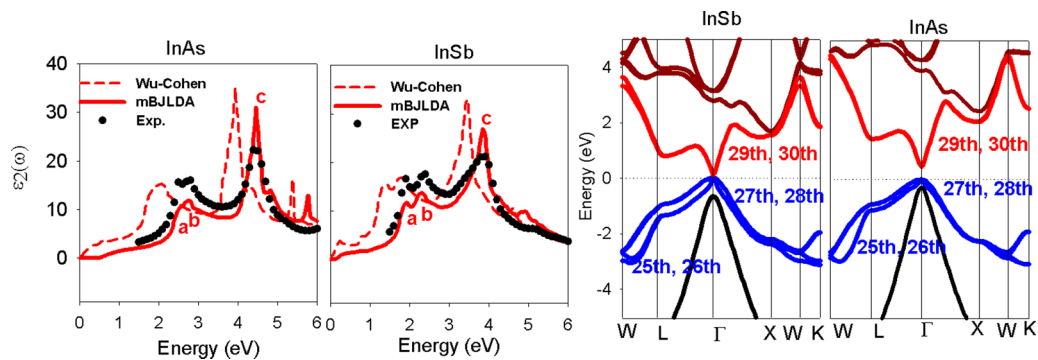 InAs
InSb
InSb
InAs
ε2(ω)
40
30
20
10
0
Wu-Cohen
mBJLDA
Exp.
c
a
b
0 1 2 3 4 5 6
Energy (eV)
Wu-Cohen
mBJLDA
EXP
c
a
b
0 1 2 3 4 5 6
Energy (eV)
Energy (eV)
4
2
0
-2
-4
29th, 30th
27th, 28th
25th, 26th
W L Γ X W K
29th, 30th
27th, 28th
25th, 26th
W L Γ X W K